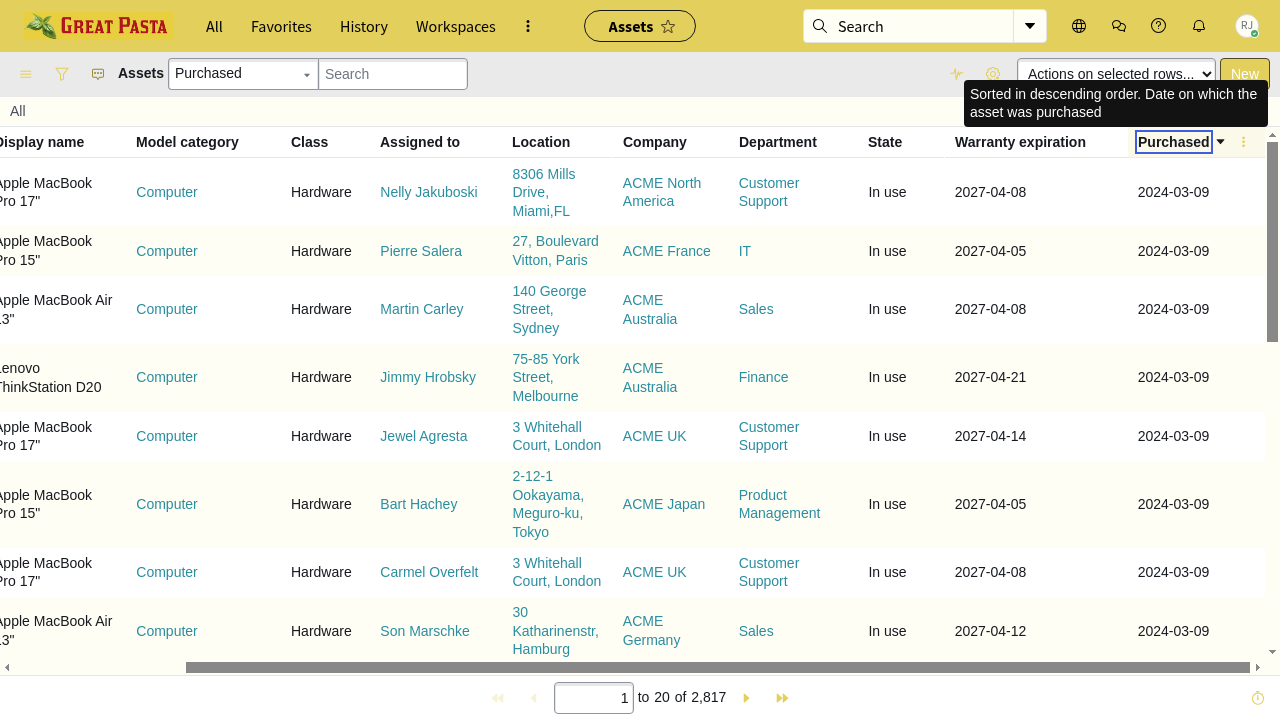 GREAT PASTA All Favorites History Workspaces Assets Search RJ
Assets Purchased Search Actions on selected rows... New
Sorted in descending order. Date on which the
asset was purchased
All
Display name Model category Class Assigned to Location Company Department State Warranty expiration Purchased
Apple MacBook Pro 17" Computer Hardware Nelly Jakuboski 8306 Mills Drive, Miami,FL ACME North America Customer Support In use 2027-04-08 2024-03-09
Apple MacBook Pro 15" Computer Hardware Pierre Salera 27, Boulevard Vitton, Paris ACME France IT In use 2027-04-05 2024-03-09
Apple MacBook Air 13" Computer Hardware Martin Carley 140 George Street, Sydney ACME Australia Sales In use 2027-04-08 2024-03-09
Lenovo ThinkStation D20 Computer Hardware Jimmy Hrobsky 75-85 York Street, Melbourne ACME Australia Finance In use 2027-04-21 2024-03-09
Apple MacBook Pro 17" Computer Hardware Jewel Agresta 3 Whitehall Court, London ACME UK Customer Support In use 2027-04-14 2024-03-09
Apple MacBook Pro 15" Computer Hardware Bart Hachey 2-12-1 Ookayama, Meguro-ku, Tokyo ACME Japan Product Management In use 2027-04-05 2024-03-09
Apple MacBook Pro 17" Computer Hardware Carmel Overfelt 3 Whitehall Court, London ACME UK Customer Support In use 2027-04-08 2024-03-09
Apple MacBook Air 13" Computer Hardware Son Marschke 30 Katharinenstr, Hamburg ACME Germany Sales In use 2027-04-12 2024-03-09
1 to 20 of 2,817